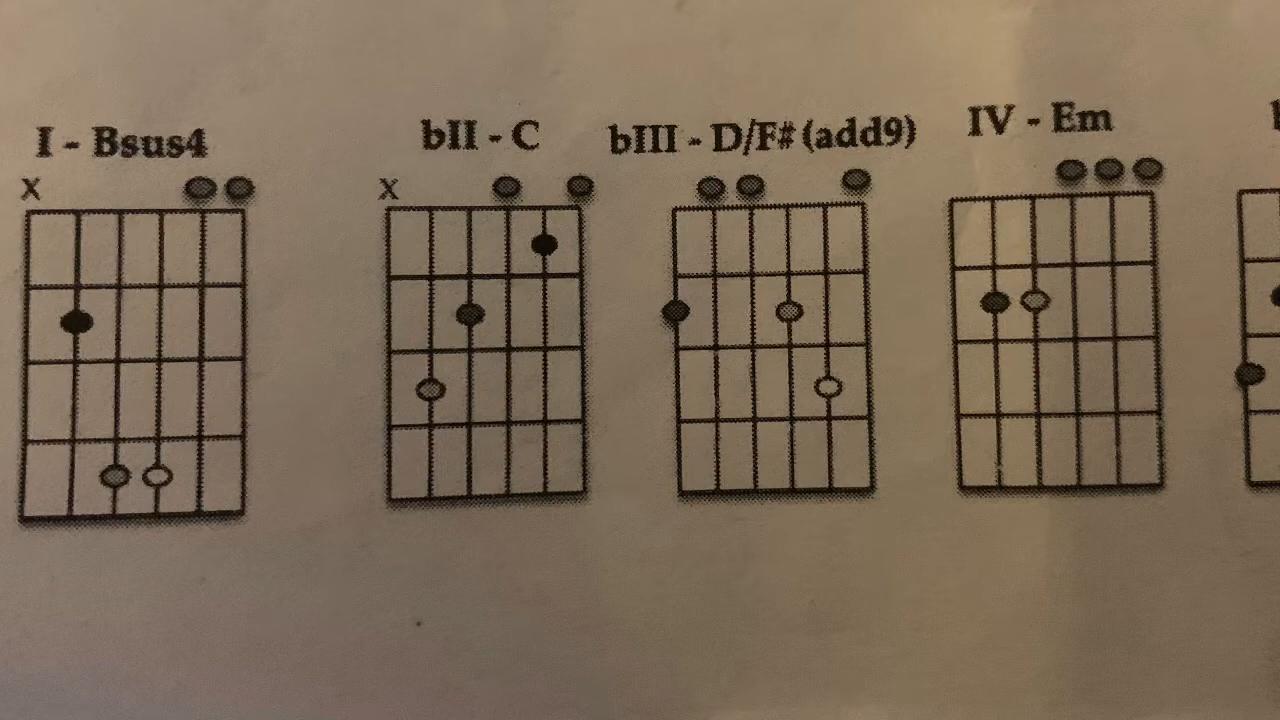 I - Bsus4
bII - C
bIII - D/F# (add9)
IV - Em
x
x